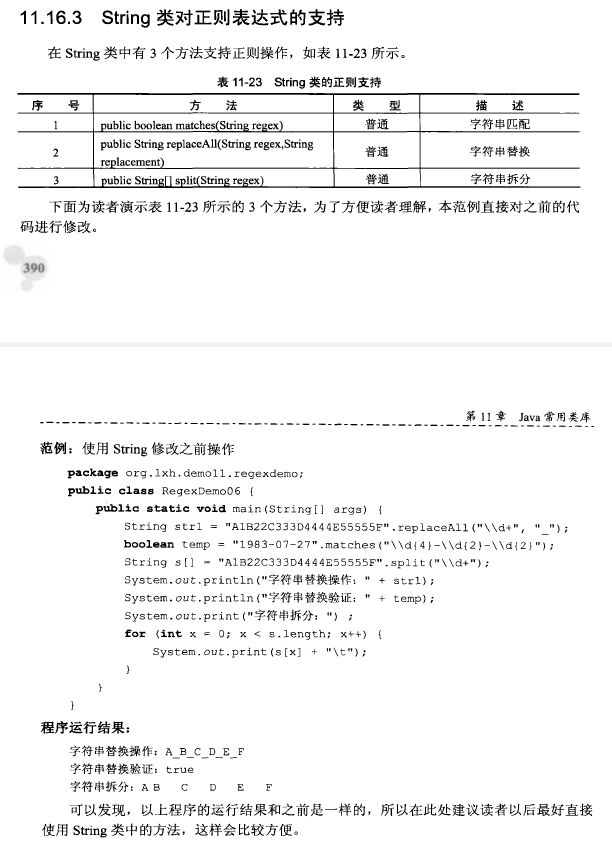 11.16.3 String 类对正则表达式的支持
在 String 类中有 3 个方法支持正则操作，如表 11-23 所示。
表 11-23 String 类的正则支持
序 号 方 法 类 型 描 述
1 public boolean matches(String regex) 普通 字符串匹配
2 public String replaceAll(String regex,String replacement) 普通 字符串替换
3 public String[] split(String regex) 普通 字符串拆分
下面为读者演示表 11-23 所示的 3 个方法，为了方便读者理解，本范例直接对之前的代
码进行修改。
390
第 11 章 Java 常用类库
范例：使用 String 修改之前操作
package org.lxh.demo11.regexdemo;
public class RegexDemo06 {
public static void main(String[] args) {
String str1 = "A1B22C333D4444E55555F".replaceAll("\\d+", "_");
boolean temp = "1983-07-27".matches("\\d{4}-\\d{2}-\\d{2}");
String s[] = "A1B22C333D4444E55555F".split("\\d+");
System.out.println("字符串替换操作：" + str1);
System.out.println("字符串替换验证：" + temp);
System.out.print("字符串拆分：") ;
for (int x = 0; x < s.length; x++) {
System.out.print(s[x] + "\t");
}
}
}
程序运行结果：
字符串替换操作：A_B_C_D_E_F
字符串替换验证：true
字符串拆分：A B C D E F
可以发现，以上程序的运行结果和之前是一样的，所以在此处建议读者以后最好直接
使用 String 类中的方法，这样会比较方便。